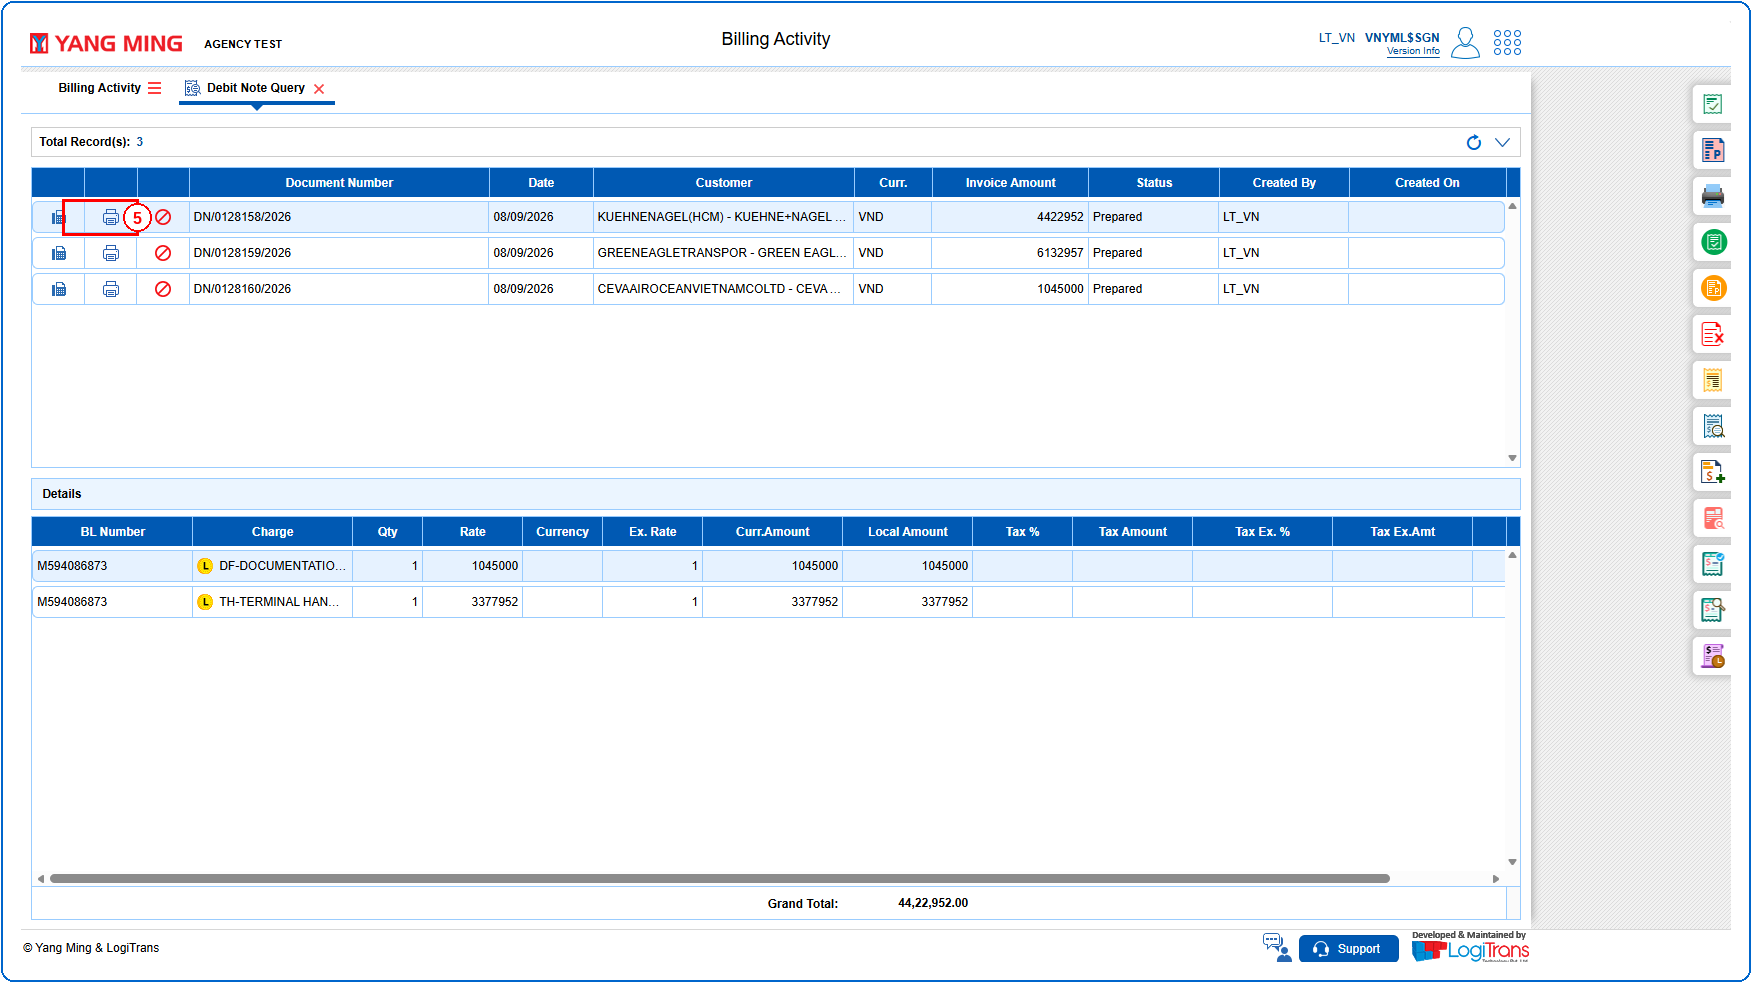 YANG MING AGENCY TEST
Billing Activity
LT_VN VNYML$SGN
Version Info
Billing Activity Debit Note Query
Total Record(s): 3
Document Number Date Customer Curr. Invoice Amount Status Created By Created On
5 DN/0128158/2026 08/09/2026 KUEHNENAGEL(HCM) - KUEHNE+NAGEL ... VND 4422952 Prepared LT_VN
DN/0128159/2026 08/09/2026 GREENEAGLETRANSPOR - GREEN EAGL... VND 6132957 Prepared LT_VN
DN/0128160/2026 08/09/2026 CEVAAIROCEANVIETNAMCOLTD - CEVA ... VND 1045000 Prepared LT_VN
Details
BL Number Charge Qty Rate Currency Ex. Rate Curr.Amount Local Amount Tax % Tax Amount Tax Ex. % Tax Ex.Amt
M594086873 L DF-DOCUMENTATIO... 1 1045000 1 1045000 1045000
M594086873 L TH-TERMINAL HAN... 1 3377952 1 3377952 3377952
Grand Total: 44,22,952.00
© Yang Ming & LogiTrans
Support
Developed & Maintained by
LogiTrans
Technology Pvt. Ltd.